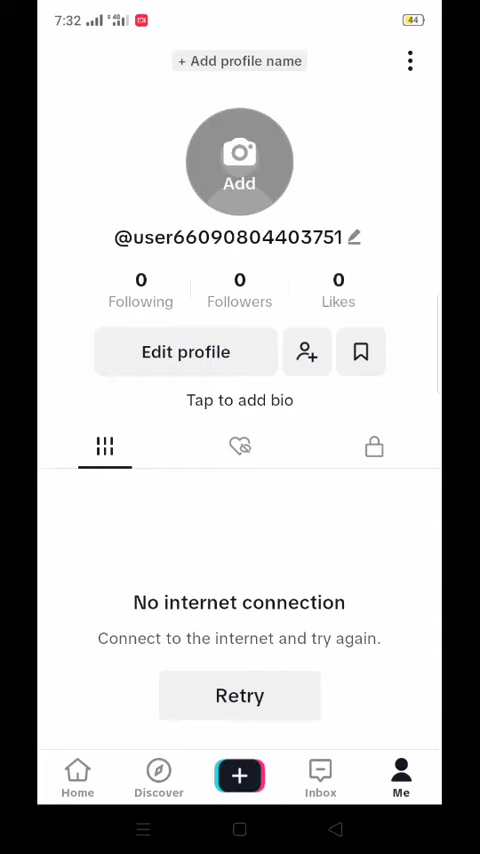 7:32
44
+ Add profile name
Add
@user66090804403751
0 0 0
Following Followers Likes
Edit profile
Tap to add bio
No internet connection
Connect to the internet and try again.
Retry
Home Discover Inbox Me